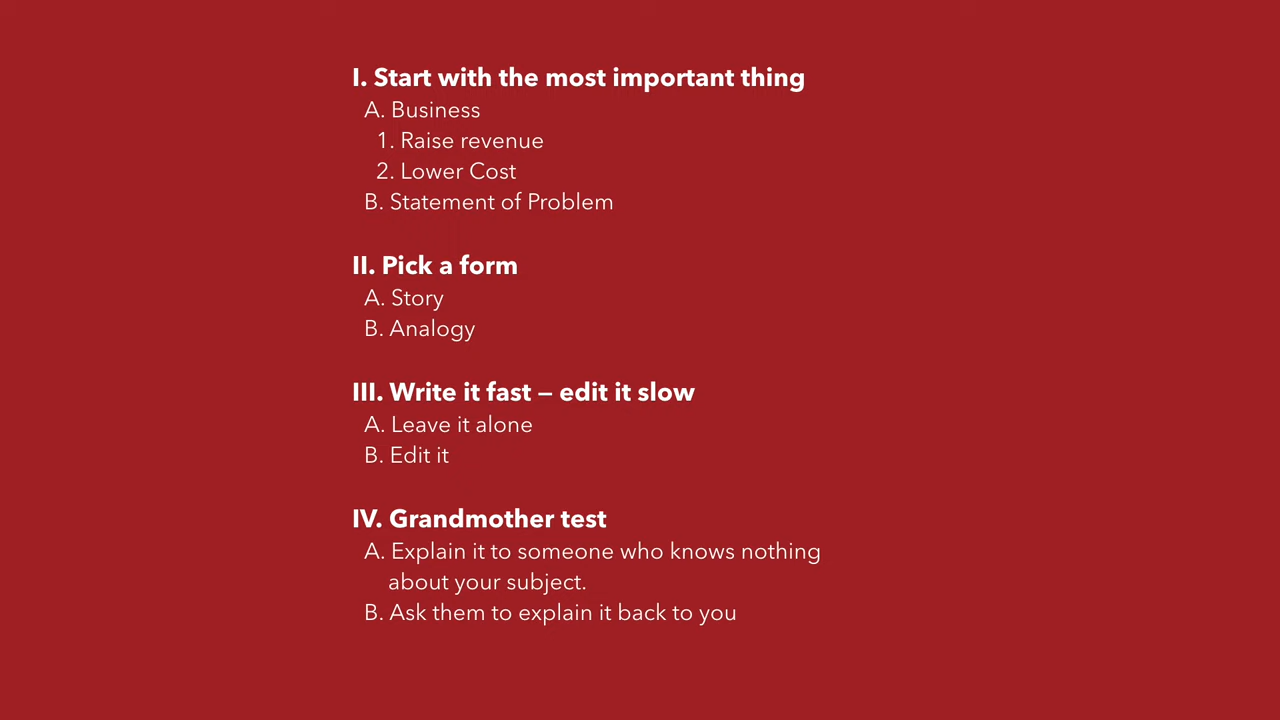 I. Start with the most important thing
A. Business
1. Raise revenue
2. Lower Cost
B. Statement of Problem
II. Pick a form
A. Story
B. Analogy
III. Write it fast — edit it slow
A. Leave it alone
B. Edit it
IV. Grandmother test
A. Explain it to someone who knows nothing
about your subject.
B. Ask them to explain it back to you